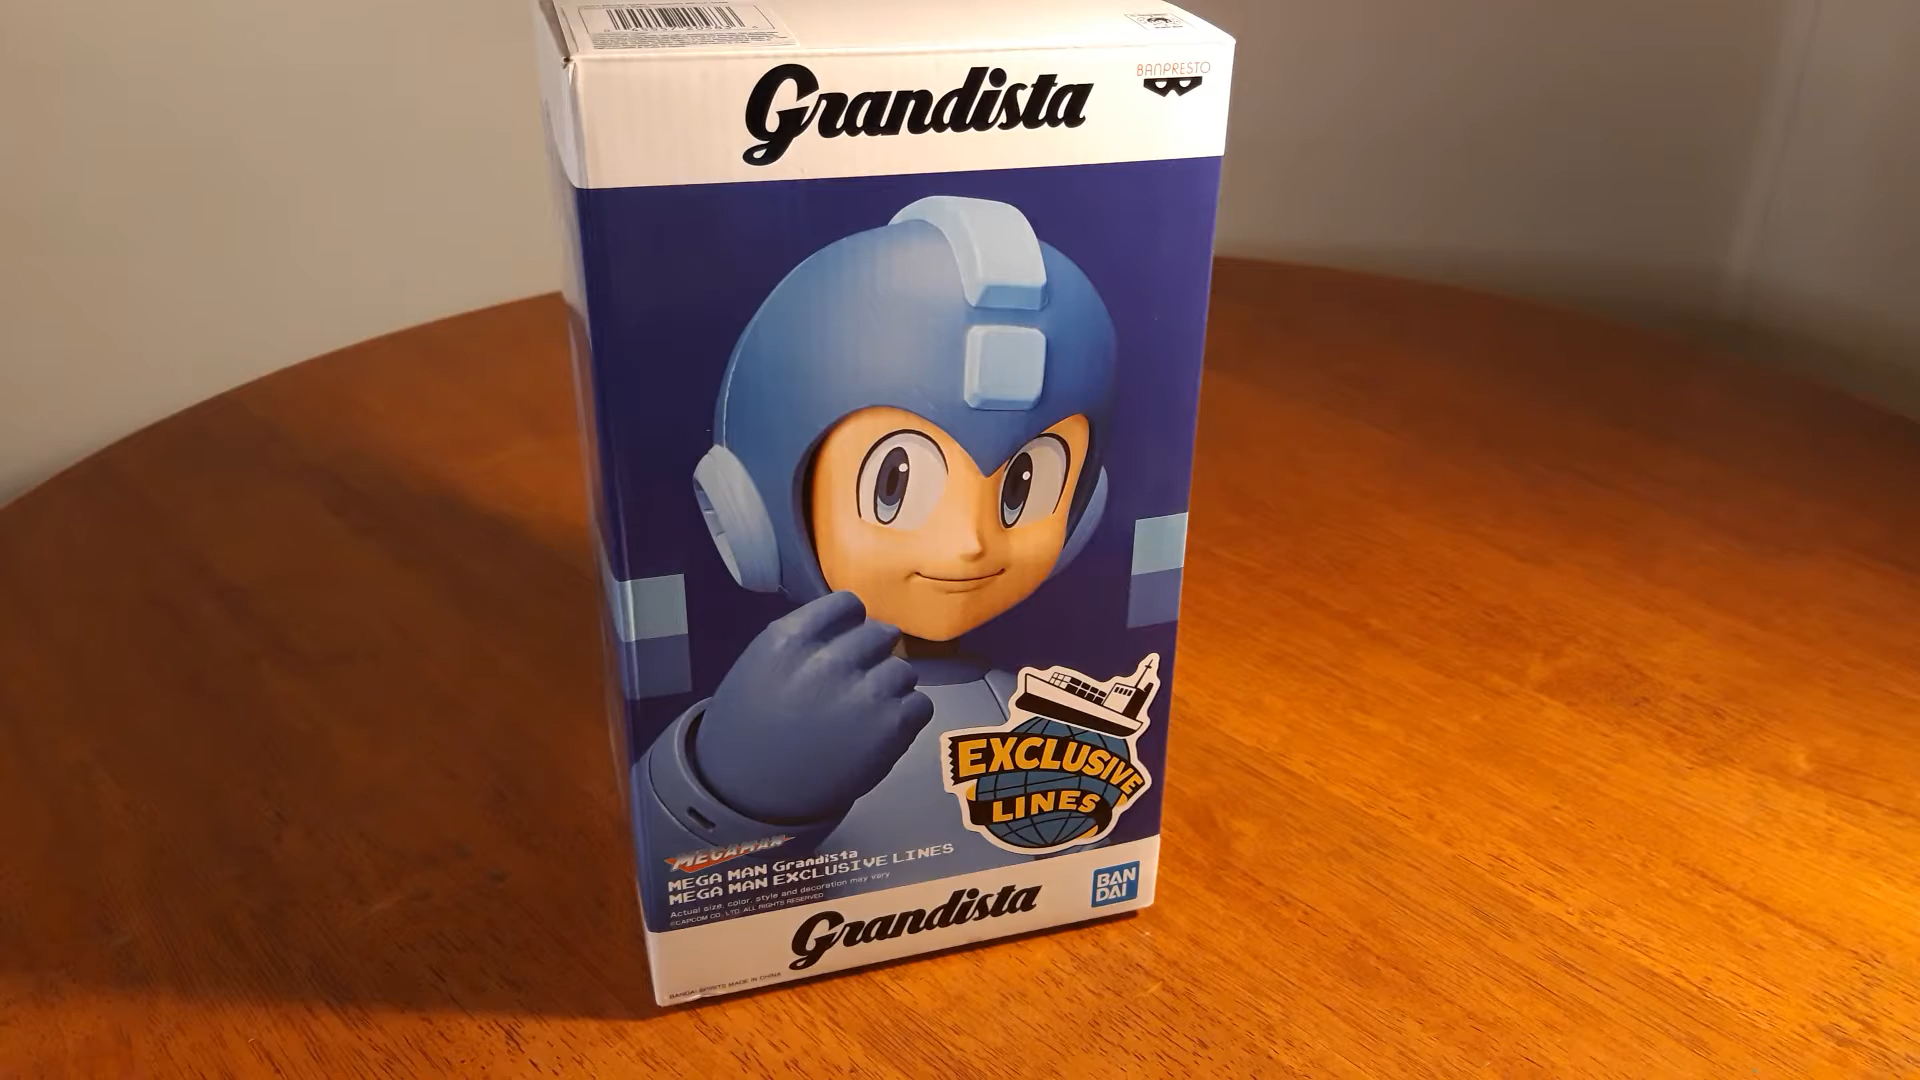 Grandista
BANPRESTO
EXCLUSIVE
LINES
MEGAMAN
MEGA MAN Grandista
MEGA MAN EXCLUSIVE LINES
Actual size, color, style and decoration may vary
©CAPCOM CO., LTD. ALL RIGHTS RESERVED
BAN
DAI
Grandista
BANDAI SPIRITS MADE IN CHINA